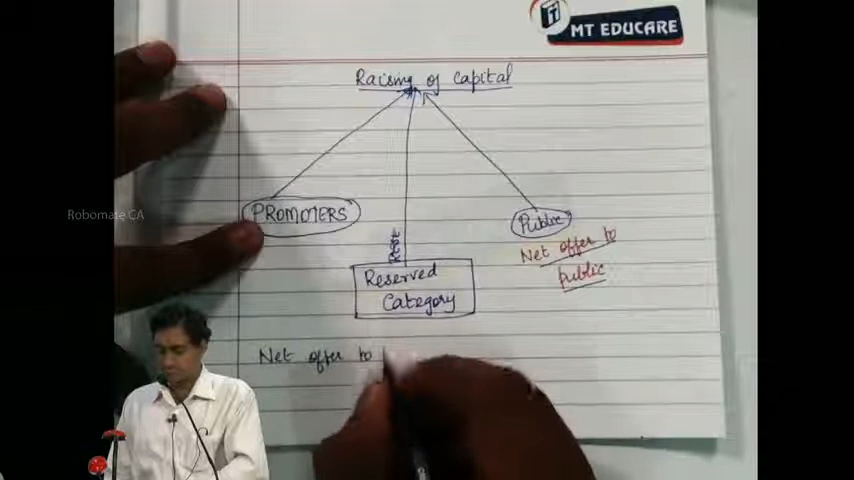 MT EDUCARE
Raising of capital
Robomate CA
PROMOTERS
Public
Net offer to
public
Reserved
Category
Net offer to